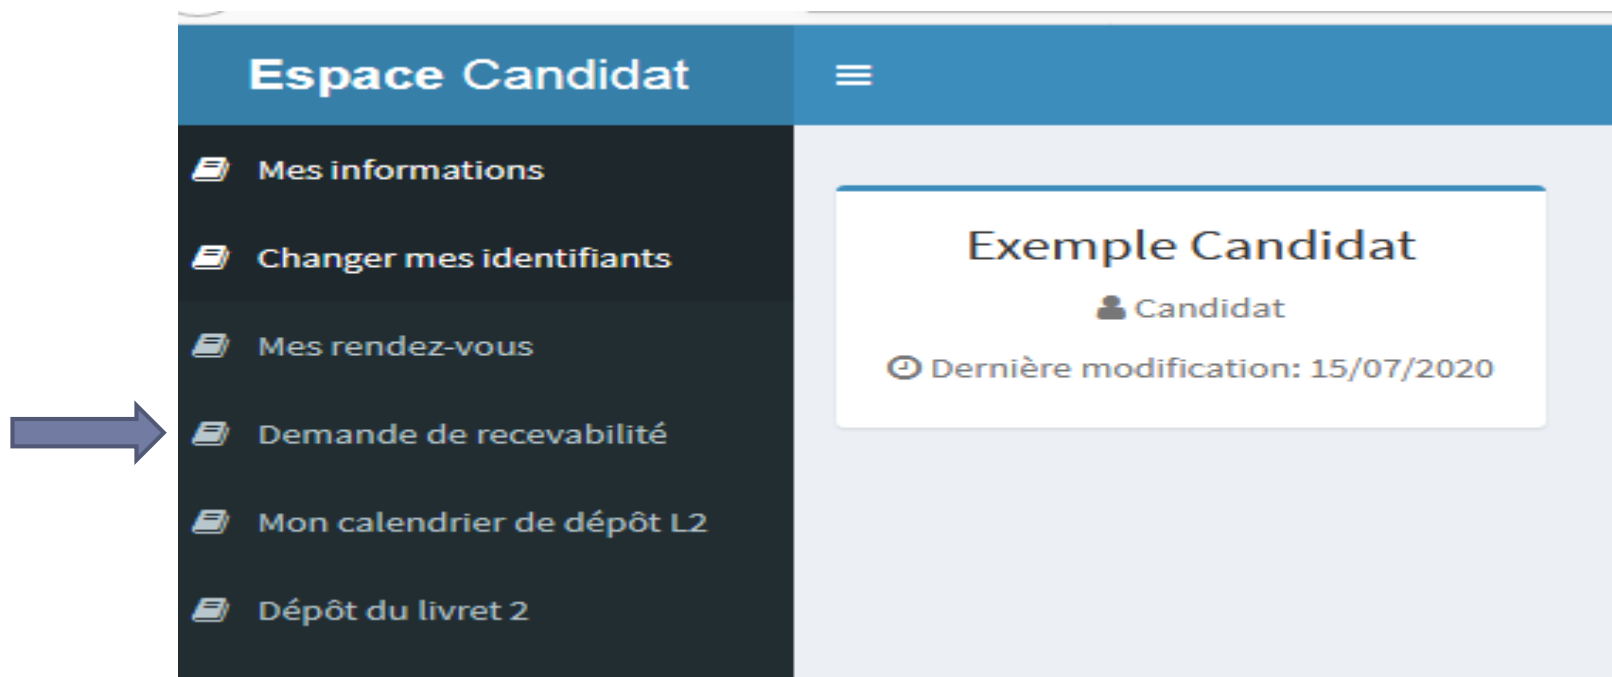 Espace Candidat
Mes informations
Changer mes identifiants
Mes rendez-vous
Demande de recevabilité
Mon calendrier de dépôt L2
Dépôt du livret 2
Exemple Candidat
Candidat
Dernière modification: 15/07/2020